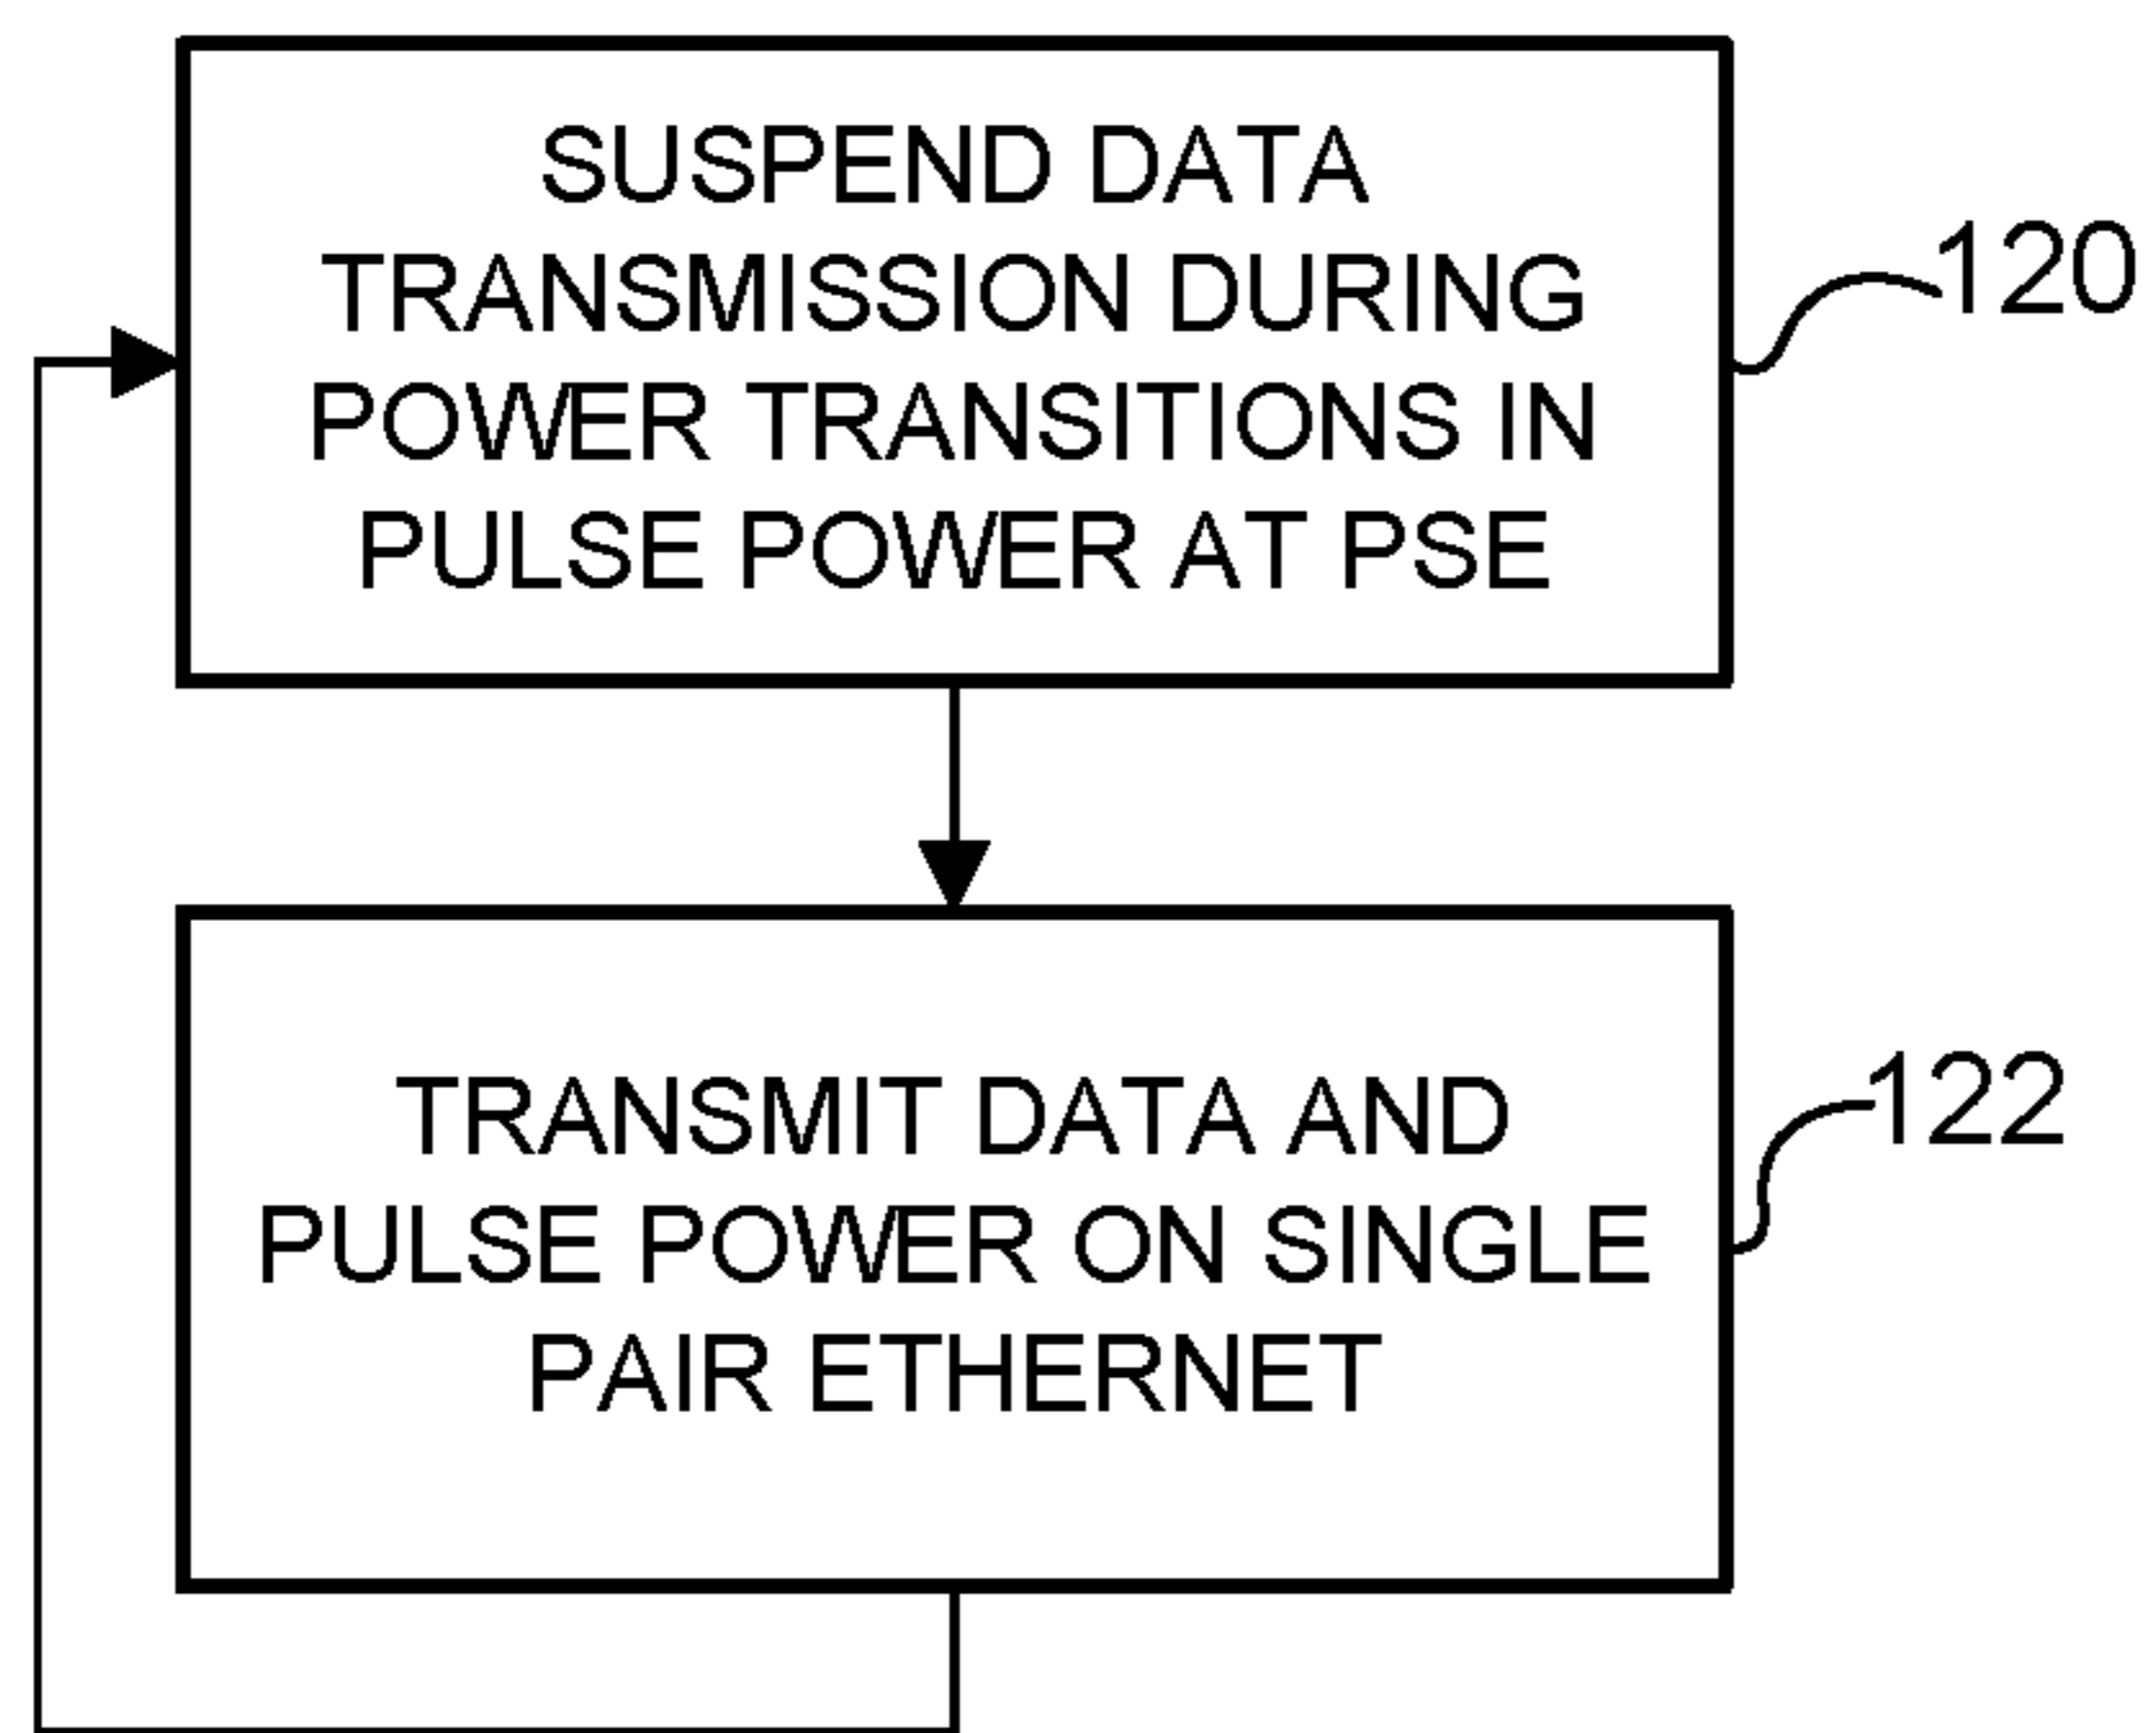 SUSPEND DATA
TRANSMISSION DURING
POWER TRANSITIONS IN
PULSE POWER AT PSE
120
TRANSMIT DATA AND
PULSE POWER ON SINGLE
PAIR ETHERNET
122